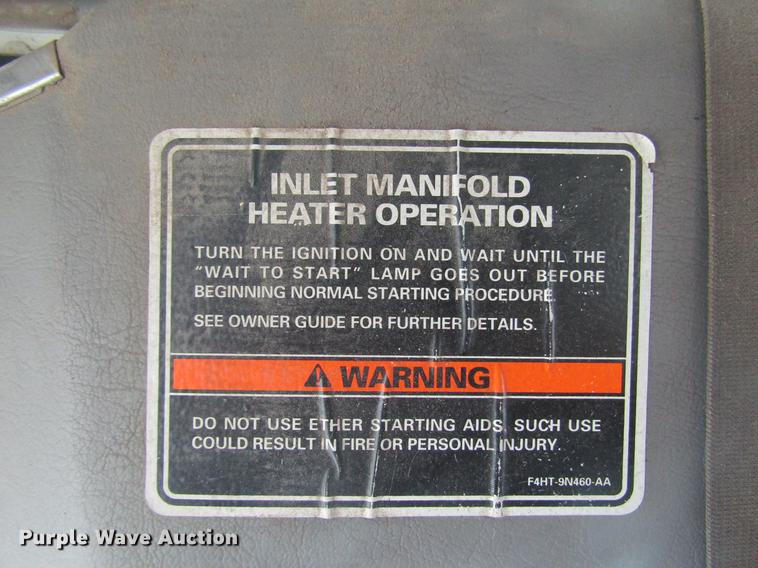 INLET MANIFOLD
HEATER OPERATION
TURN THE IGNITION ON AND WAIT UNTIL THE
"WAIT TO START" LAMP GOES OUT BEFORE
BEGINNING NORMAL STARTING PROCEDURE.
SEE OWNER GUIDE FOR FURTHER DETAILS.
WARNING
DO NOT USE ETHER STARTING AIDS. SUCH USE
COULD RESULT IN FIRE OR PERSONAL INJURY.
F4HT-9N460-AA
Purple Wave Auction